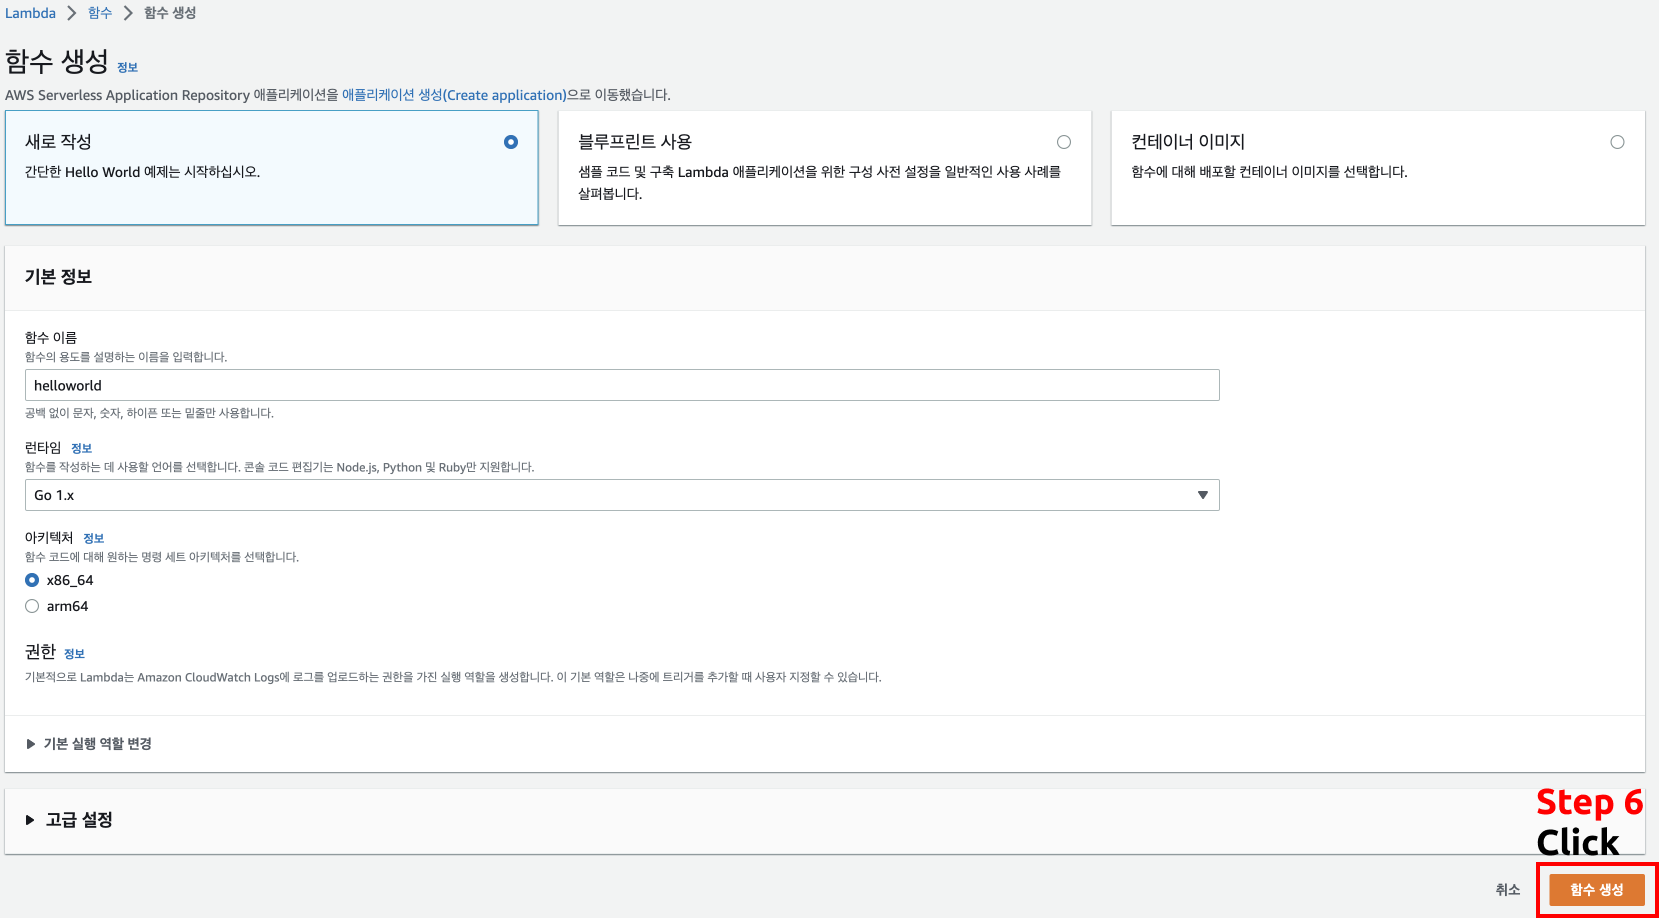 Lambda > 함수 > 함수 생성
함수 생성 정보
AWS Serverless Application Repository 애플리케이션을 애플리케이션 생성(Create application)으로 이동했습니다.
새로 작성
간단한 Hello World 예제는 시작하십시오.
블루프린트 사용
샘플 코드 및 구축 Lambda 애플리케이션을 위한 구성 사전 설정을 일반적인 사용 사례를
살펴봅니다.
컨테이너 이미지
함수에 대해 배포할 컨테이너 이미지를 선택합니다.
기본 정보
함수 이름
함수의 용도를 설명하는 이름을 입력합니다.
helloworld
공백 없이 문자, 숫자, 하이픈 또는 밑줄만 사용합니다.
런타임 정보
함수를 작성하는 데 사용할 언어를 선택합니다. 콘솔 코드 편집기는 Node.js, Python 및 Ruby만 지원합니다.
Go 1.x
아키텍처 정보
함수 코드에 대해 원하는 명령 세트 아키텍처를 선택합니다.
x86_64
arm64
권한 정보
기본적으로 Lambda는 Amazon CloudWatch Logs에 로그를 업로드하는 권한을 가진 실행 역할을 생성합니다. 이 기본 역할은 나중에 트리거를 추가할 때 사용자 지정할 수 있습니다.
기본 실행 역할 변경
고급 설정
Step 6
Click
취소
함수 생성